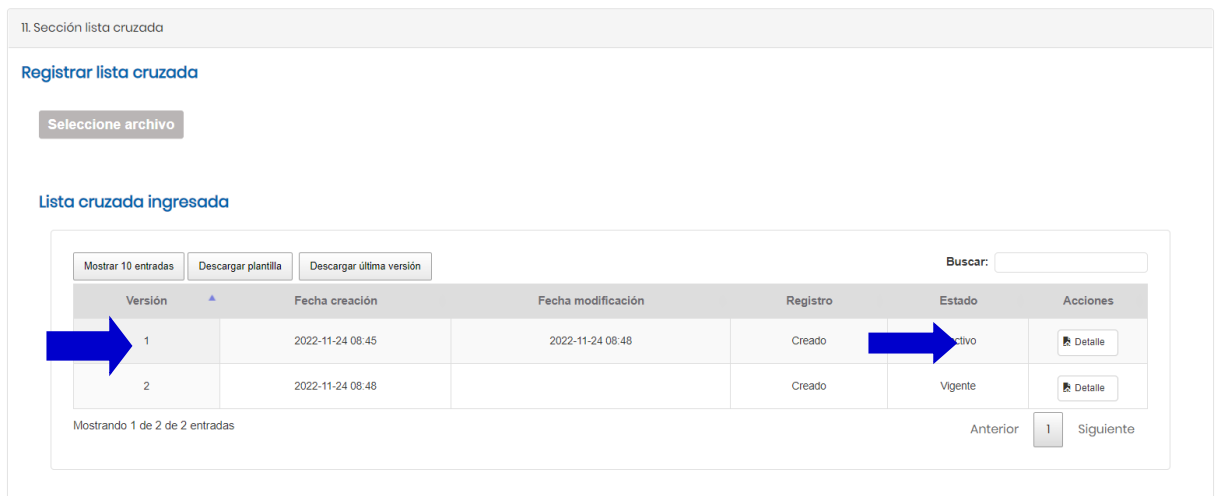 11. Sección lista cruzada
Registrar lista cruzada
Seleccione archivo
Lista cruzada ingresada
Mostrar 10 entradas Descargar plantilla Descargar última versión Buscar:
Versión Fecha creación Fecha modificación Registro Estado Acciones
1 2022-11-24 08:45 2022-11-24 08:48 Creado Detalle
2 2022-11-24 08:48 Creado Vigente Detalle
Mostrando 1 de 2 de 2 entradas Anterior 1 Siguiente